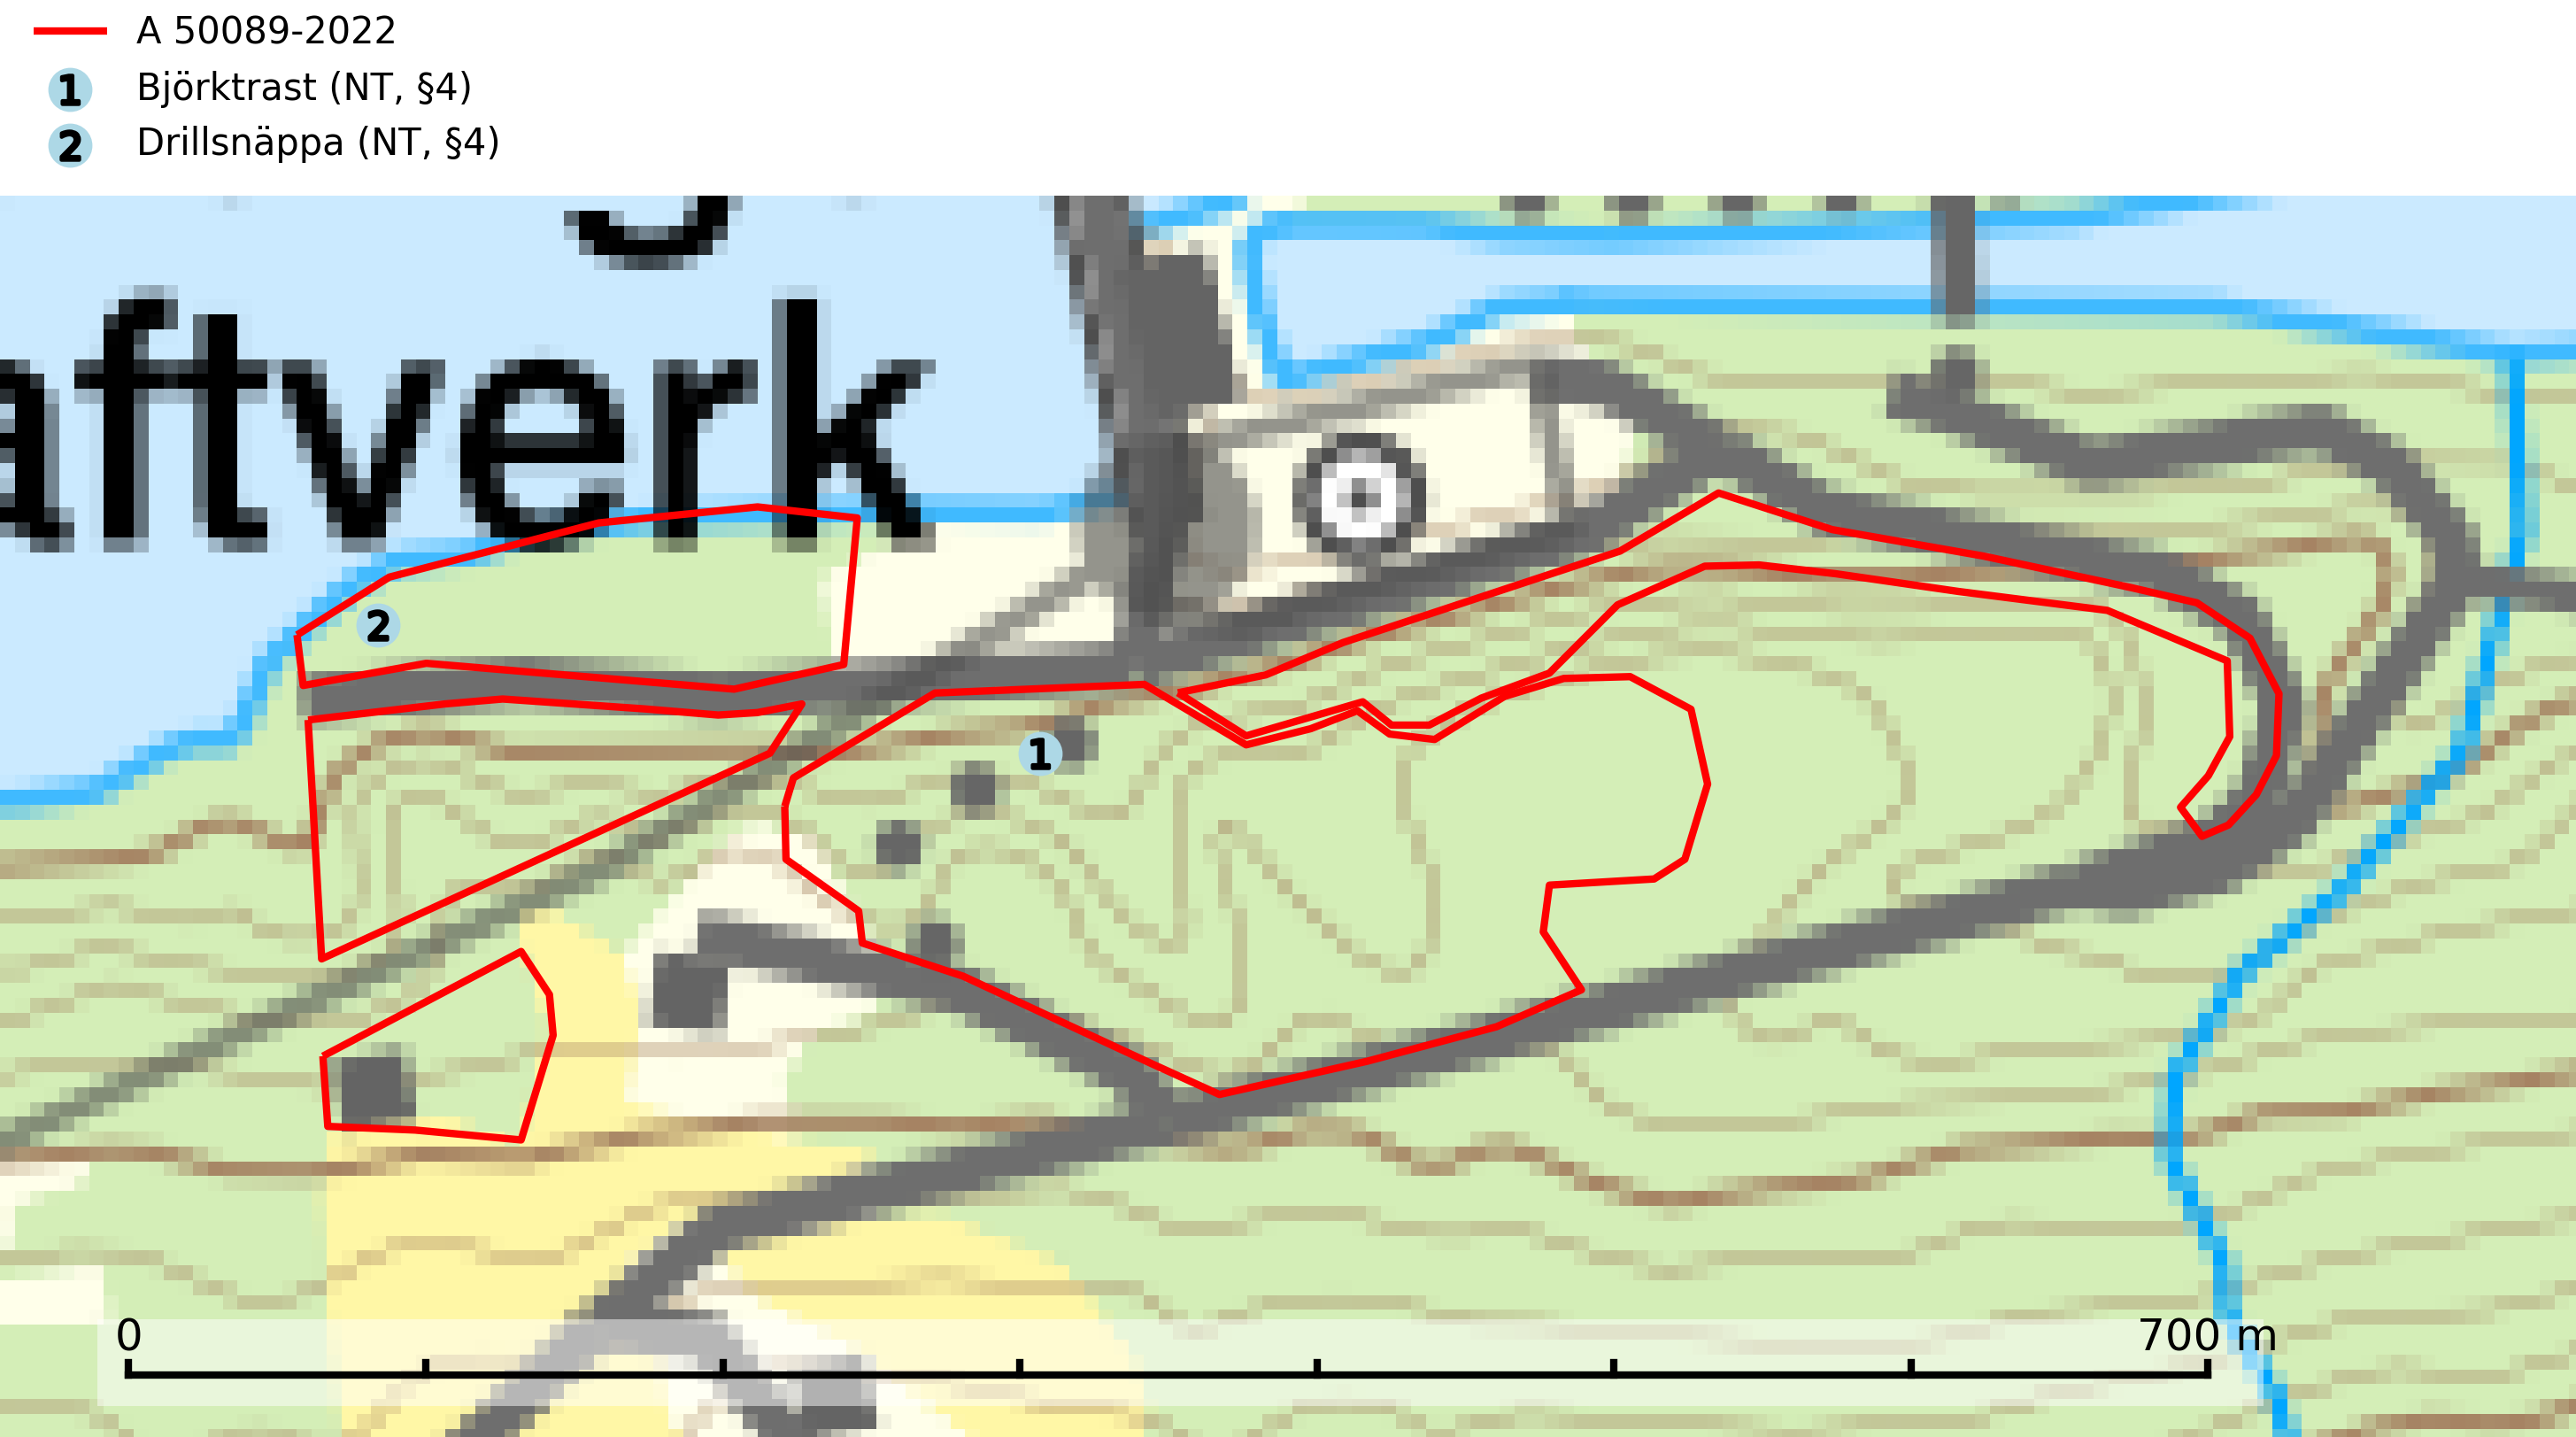 A 50089-2022
1 Björktrast (NT, §4)
2 Drillsnäppa (NT, §4)
aftverk
2
1
0 700 m